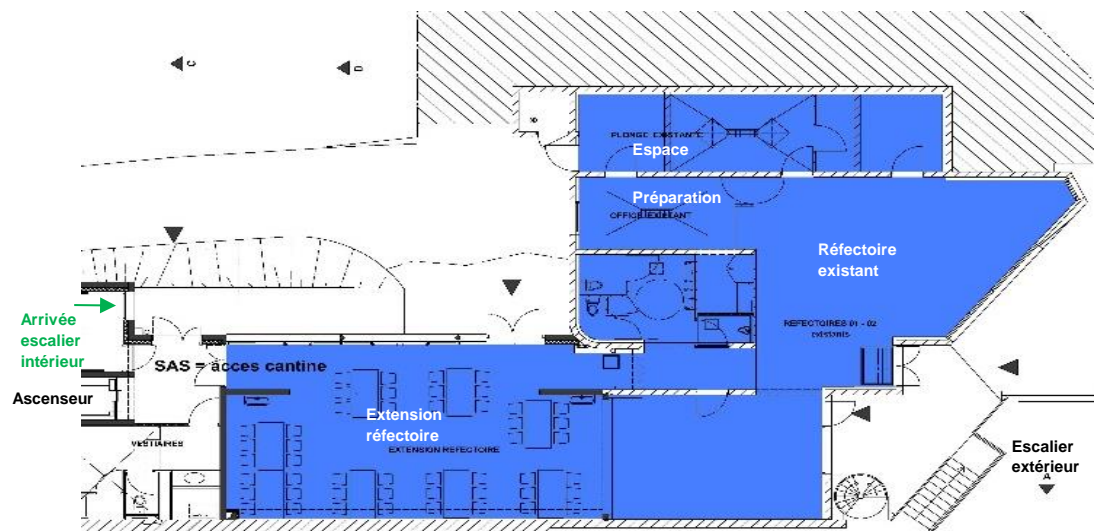 C
D
PLONGE EXISTANTE
Espace
Préparation
OFFICE EXISTANT
Réfectoire
existant
REFECTOIRES 01 - 02
existants
Arrivée
escalier
intérieur
SAS = acces cantine
Ascenseur
VESTIAIRES
Extension
réfectoire
EXTENSION REFECTOIRE
Escalier
extérieur
A